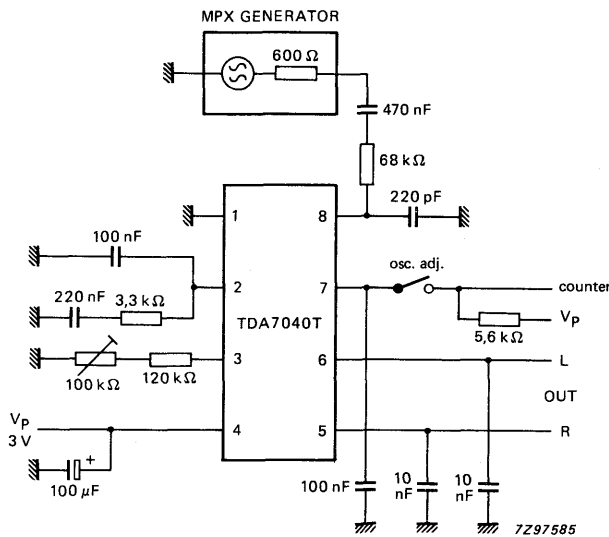 MPX GENERATOR
600 Ω
470 nF
68 kΩ
220 pF
1
8
100 nF
osc. adj.
2
7
counter
220 nF
3,3 kΩ
TDA7040T
Vp
5,6 kΩ
3
6
L
100 kΩ
120 kΩ
OUT
Vp
3 V
4
5
R
+
100 μF
100 nF
10
nF
10
nF
7Z97585